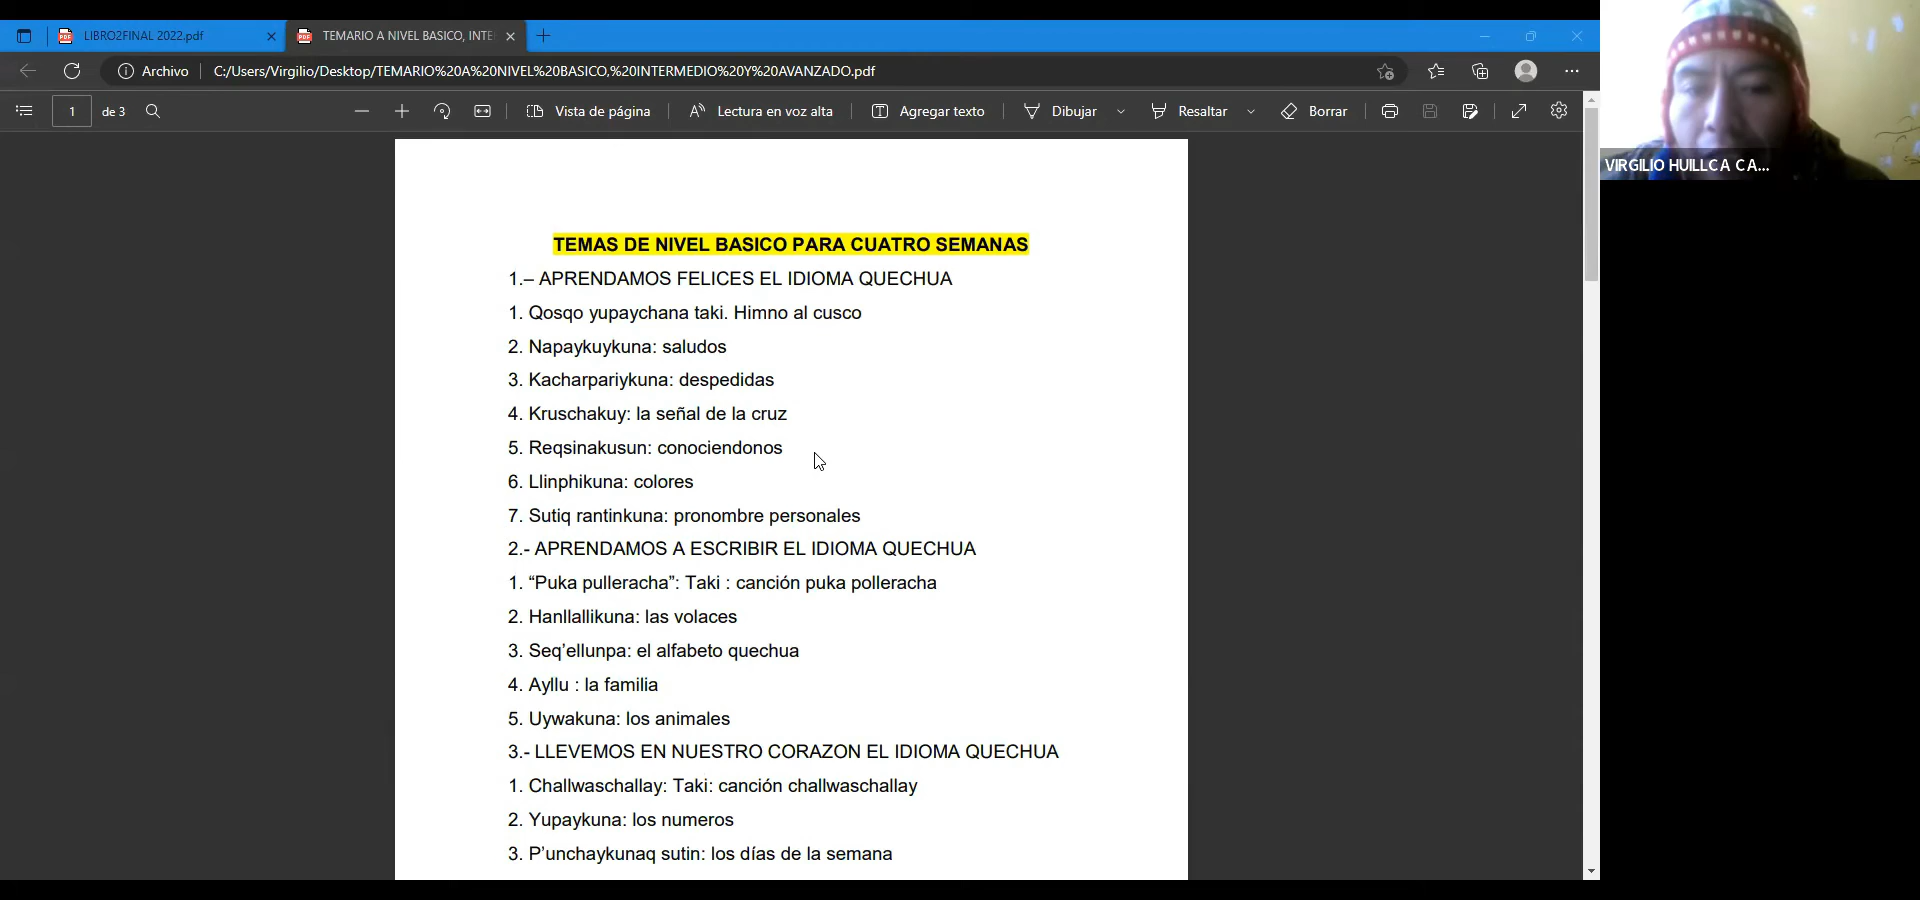 LIBRO2FINAL 2022.pdf
TEMARIO A NIVEL BASICO, INTE
Archivo
C:/Users/Virgilio/Desktop/TEMARIO%20A%20NIVEL%20BASICO,%20INTERMEDIO%20Y%20AVANZADO.pdf
1 de 3
Vista de página
Lectura en voz alta
Agregar texto
Dibujar
Resaltar
Borrar
VIRGILIO HUILLCA CA...
TEMAS DE NIVEL BASICO PARA CUATRO SEMANAS
1.– APRENDAMOS FELICES EL IDIOMA QUECHUA
1. Qosqo yupaychana taki. Himno al cusco
2. Napaykuykuna: saludos
3. Kacharpariykuna: despedidas
4. Kruschakuy: la señal de la cruz
5. Reqsinakusun: conociendonos
6. Llinphikuna: colores
7. Sutiq rantinkuna: pronombre personales
2.- APRENDAMOS A ESCRIBIR EL IDIOMA QUECHUA
1. “Puka pulleracha”: Taki : canción puka polleracha
2. Hanllallikuna: las volaces
3. Seq’ellunpa: el alfabeto quechua
4. Ayllu : la familia
5. Uywakuna: los animales
3.- LLEVEMOS EN NUESTRO CORAZON EL IDIOMA QUECHUA
1. Challwaschallay: Taki: canción challwaschallay
2. Yupaykuna: los numeros
3. P’unchaykunaq sutin: los días de la semana